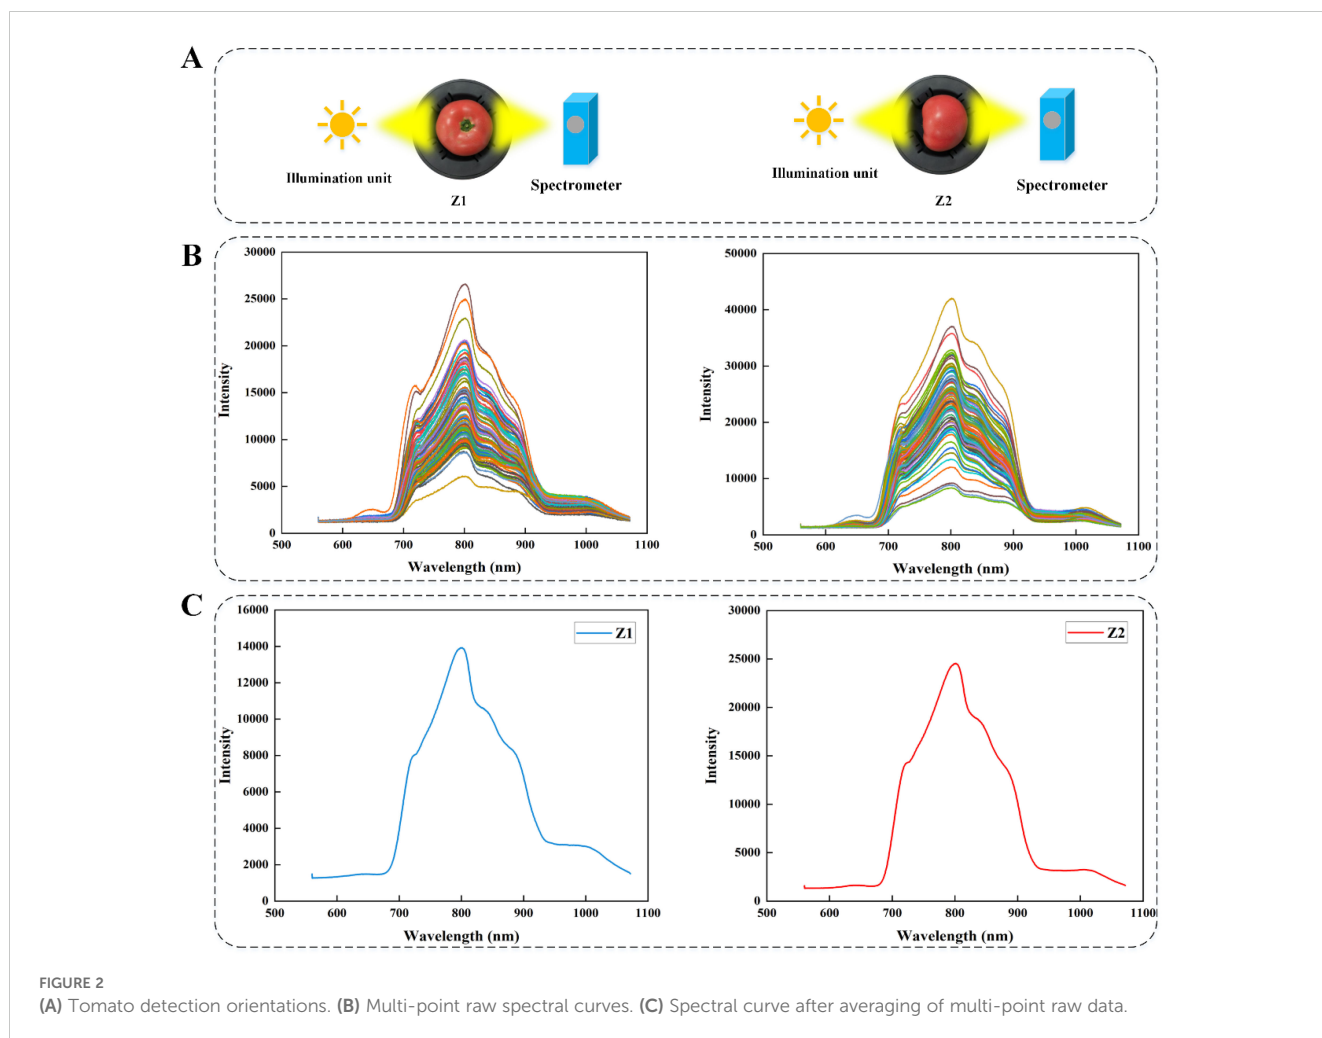 A
Illumination unit
Z1
Spectrometer
Illumination unit
Z2
Spectrometer
B
30000
25000
20000
15000
10000
5000
0
Intensity
500 600 700 800 900 1000 1100
Wavelength (nm)
50000
40000
30000
20000
10000
0
Intensity
500 600 700 800 900 1000 1100
Wavelength (nm)
C
16000
14000
12000
10000
8000
6000
4000
2000
0
Intensity
Z1
500 600 700 800 900 1000 1100
Wavelength (nm)
30000
25000
20000
15000
10000
5000
0
Intensity
Z2
500 600 700 800 900 1000 1100
Wavelength (nm)
FIGURE 2
(A) Tomato detection orientations. (B) Multi-point raw spectral curves. (C) Spectral curve after averaging of multi-point raw data.